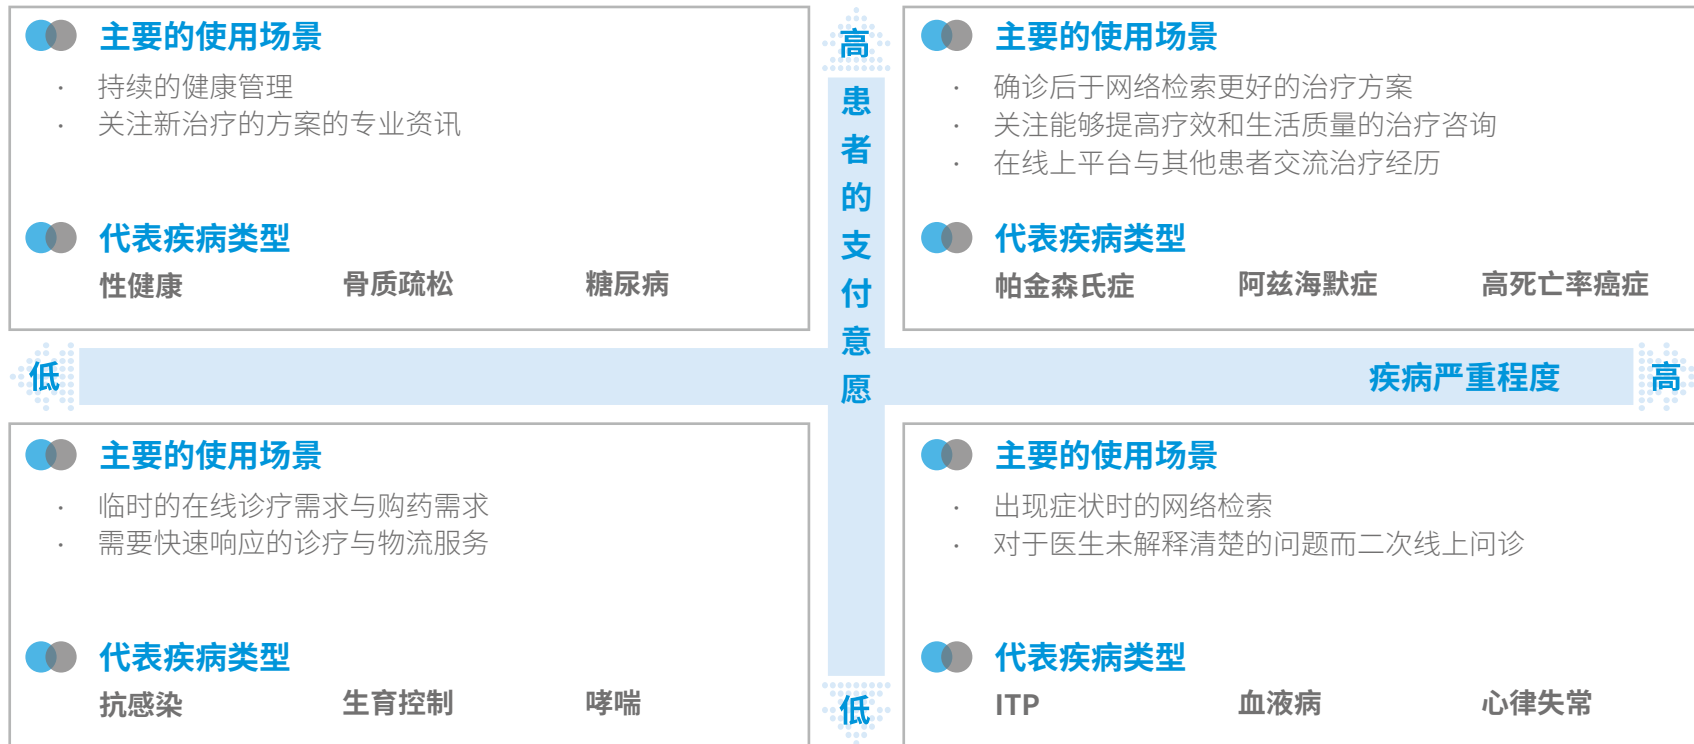 主要的使用场景
· 持续的健康管理
· 关注新治疗的方案的专业资讯
代表疾病类型
性健康 骨质疏松 糖尿病
高
患者的支付意愿
低
主要的使用场景
· 确诊后于网络检索更好的治疗方案
· 关注能够提高疗效和生活质量的治疗咨询
· 在线上平台与其他患者交流治疗经历
代表疾病类型
帕金森氏症 阿兹海默症 高死亡率癌症
低
疾病严重程度
高
主要的使用场景
· 临时的在线诊疗需求与购药需求
· 需要快速响应的诊疗与物流服务
代表疾病类型
抗感染 生育控制 哮喘
主要的使用场景
· 出现症状时的网络检索
· 对于医生未解释清楚的问题而二次线上问诊
代表疾病类型
ITP 血液病 心律失常